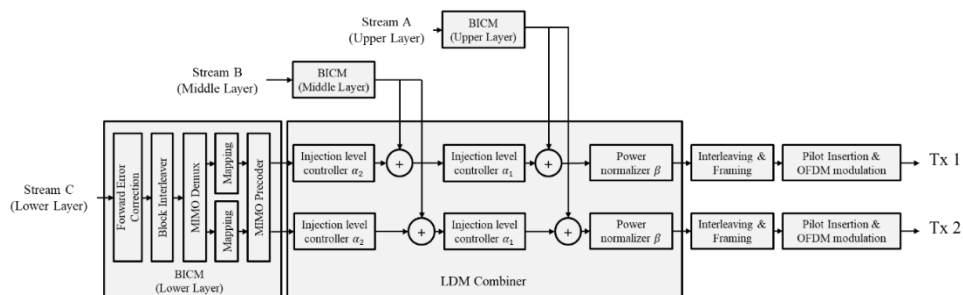 Stream A
(Upper Layer)
BICM
(Upper Layer)
Stream B
(Middle Layer)
BICM
(Middle Layer)
Stream C
(Lower Layer)
Forward Error
Correction
Block Interleaver
MIMO Demux
Mapping
Mapping
MIMO Precoder
BICM
(Lower Layer)
Injection level
controller α₂
+
Injection level
controller α₁
+
Power
normalizer β
Interleaving &
Framing
Pilot Insertion &
OFDM modulation
Tx 1
Injection level
controller α₂
+
Injection level
controller α₁
+
Power
normalizer β
Interleaving &
Framing
Pilot Insertion &
OFDM modulation
Tx 2
LDM Combiner